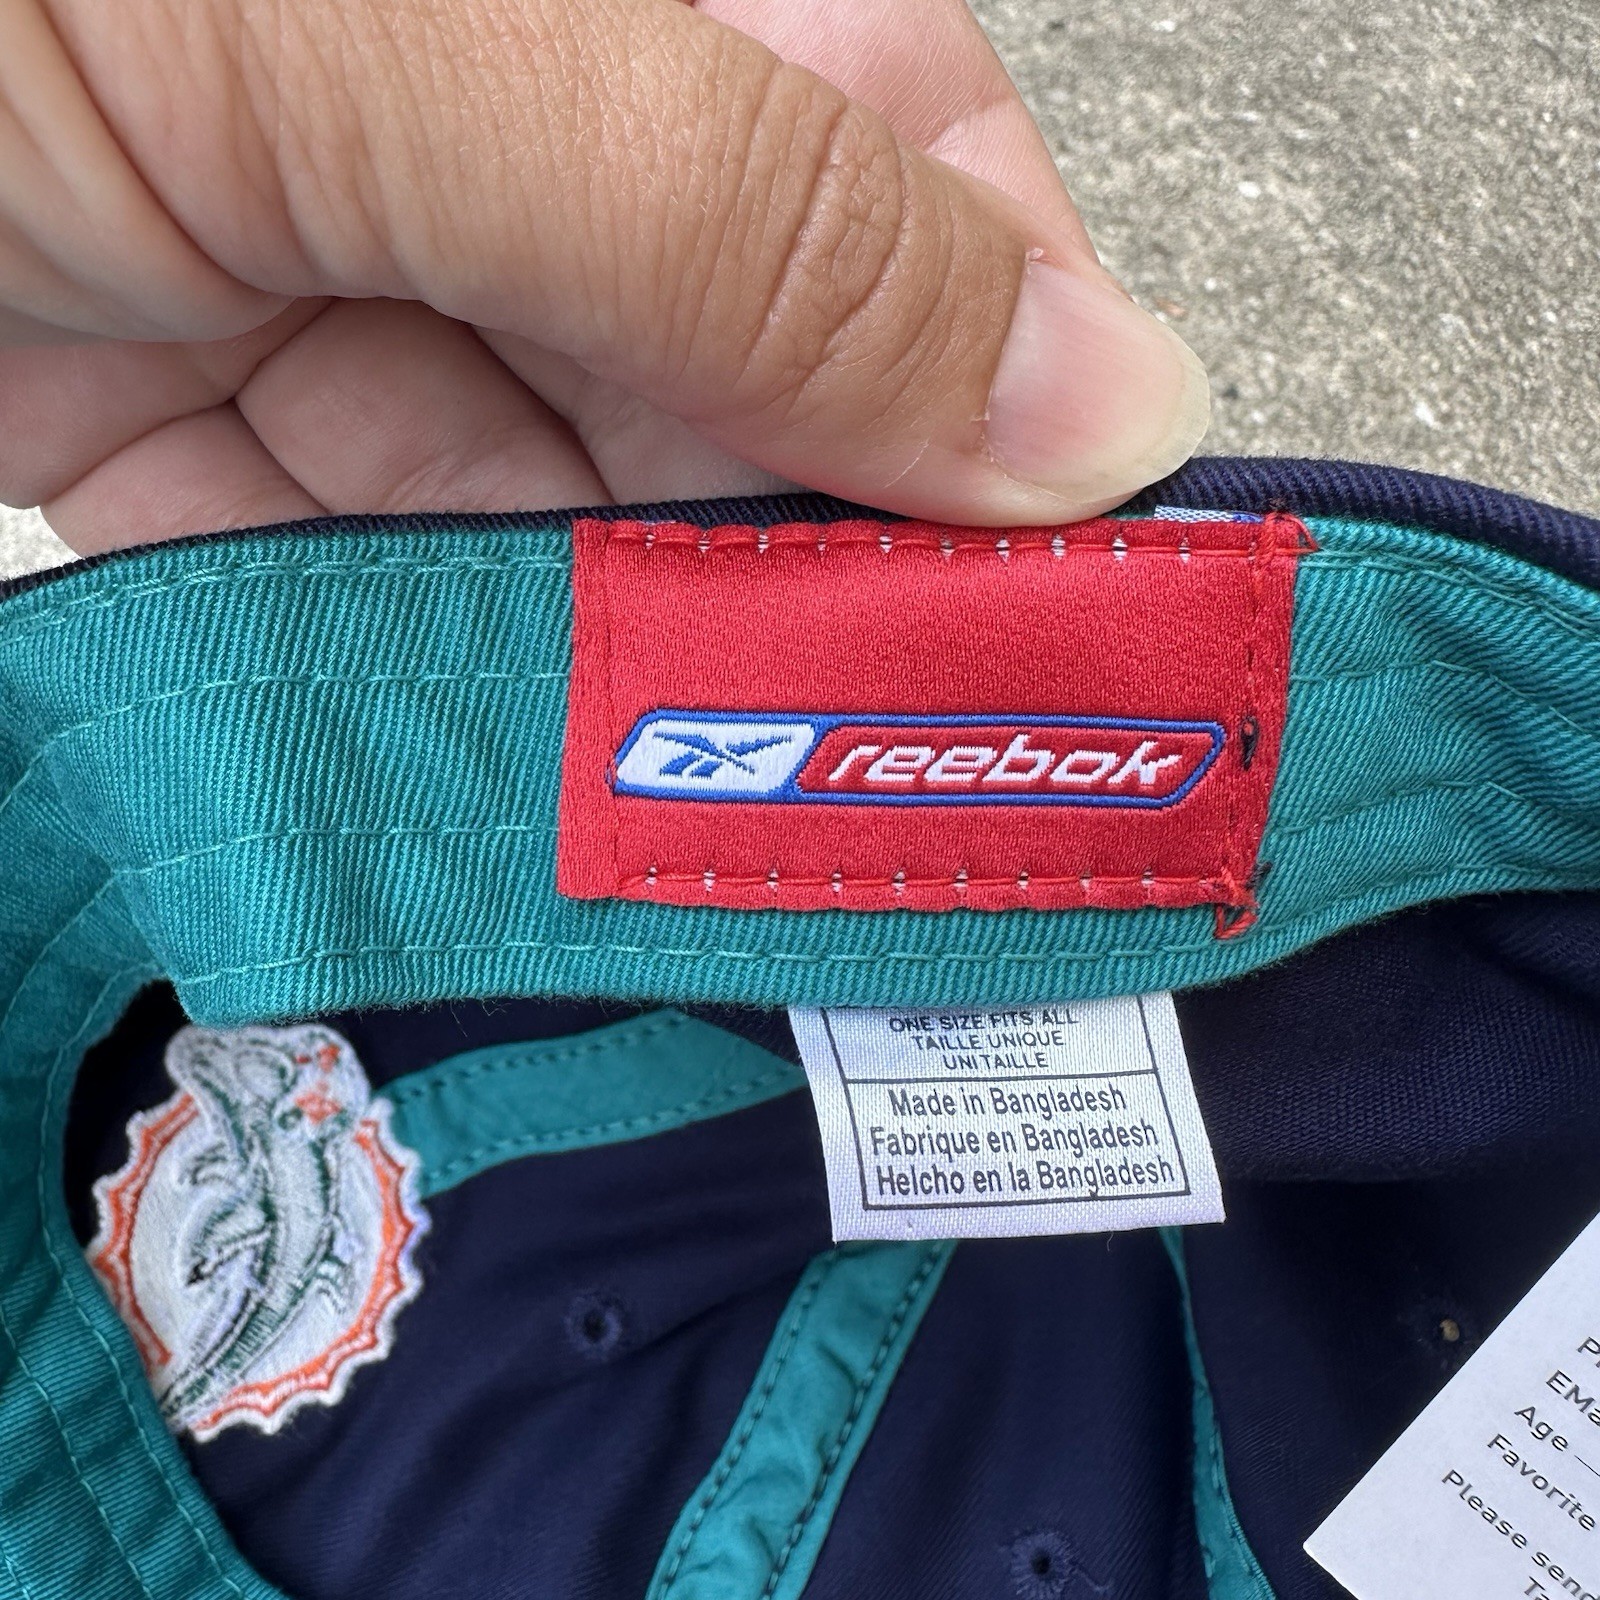 reebok
ONE SIZE FITS ALL
TAILLE UNIQUE
UNITAILLE
Made in Bangladesh
Fabrique en Bangladesh
Helcho en la Bangladesh
Age
Favorite
Please send